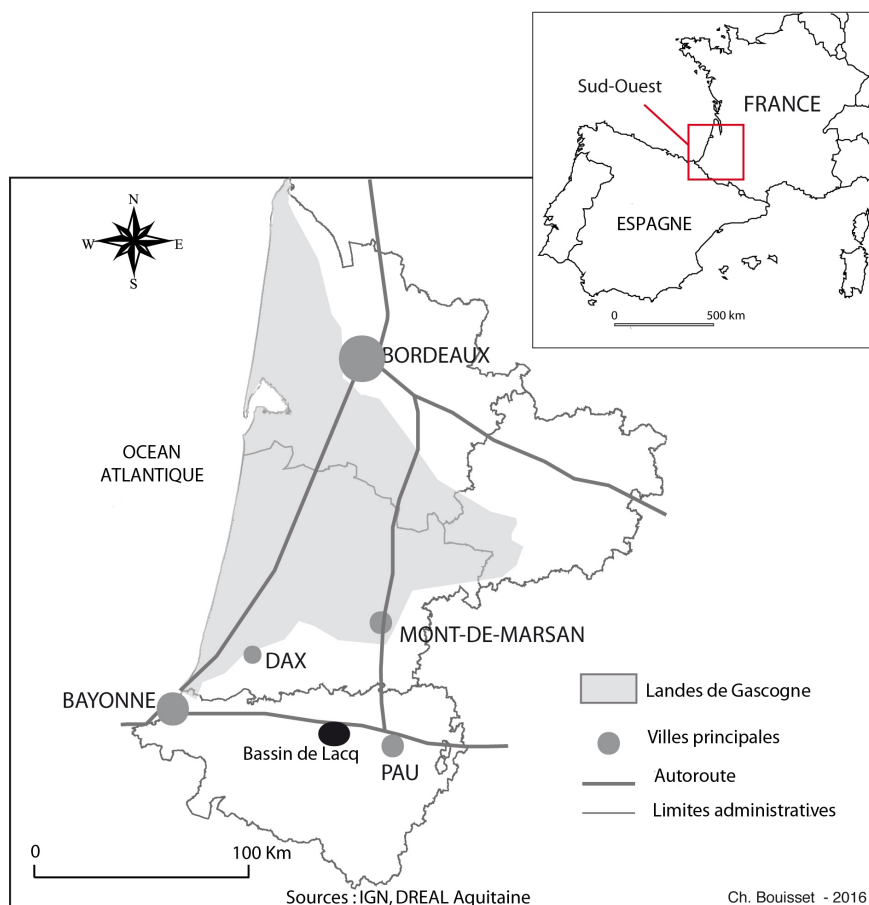 Sud-Ouest
FRANCE
ESPAGNE
0 500 km
N
W E
S
BORDEAUX
OCEAN
ATLANTIQUE
MONT-DE-MARSAN
DAX
BAYONNE
Bassin de Lacq
PAU
Landes de Gascogne
Villes principales
Autoroute
Limites administratives
0 100 Km
Sources : IGN, DREAL Aquitaine
Ch. Bouisset - 2016